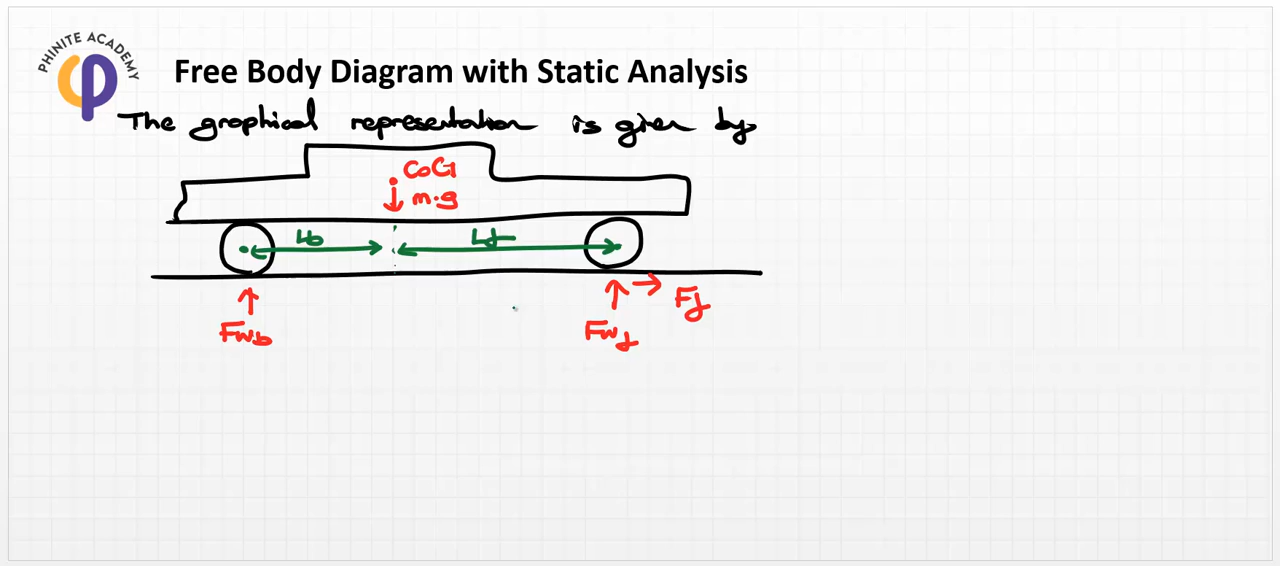 PHINITE ACADEMY
Free Body Diagram with Static Analysis
The graphical representation is given by
CoG
m.g
Lb Lf
Ff
Fwb Fwf